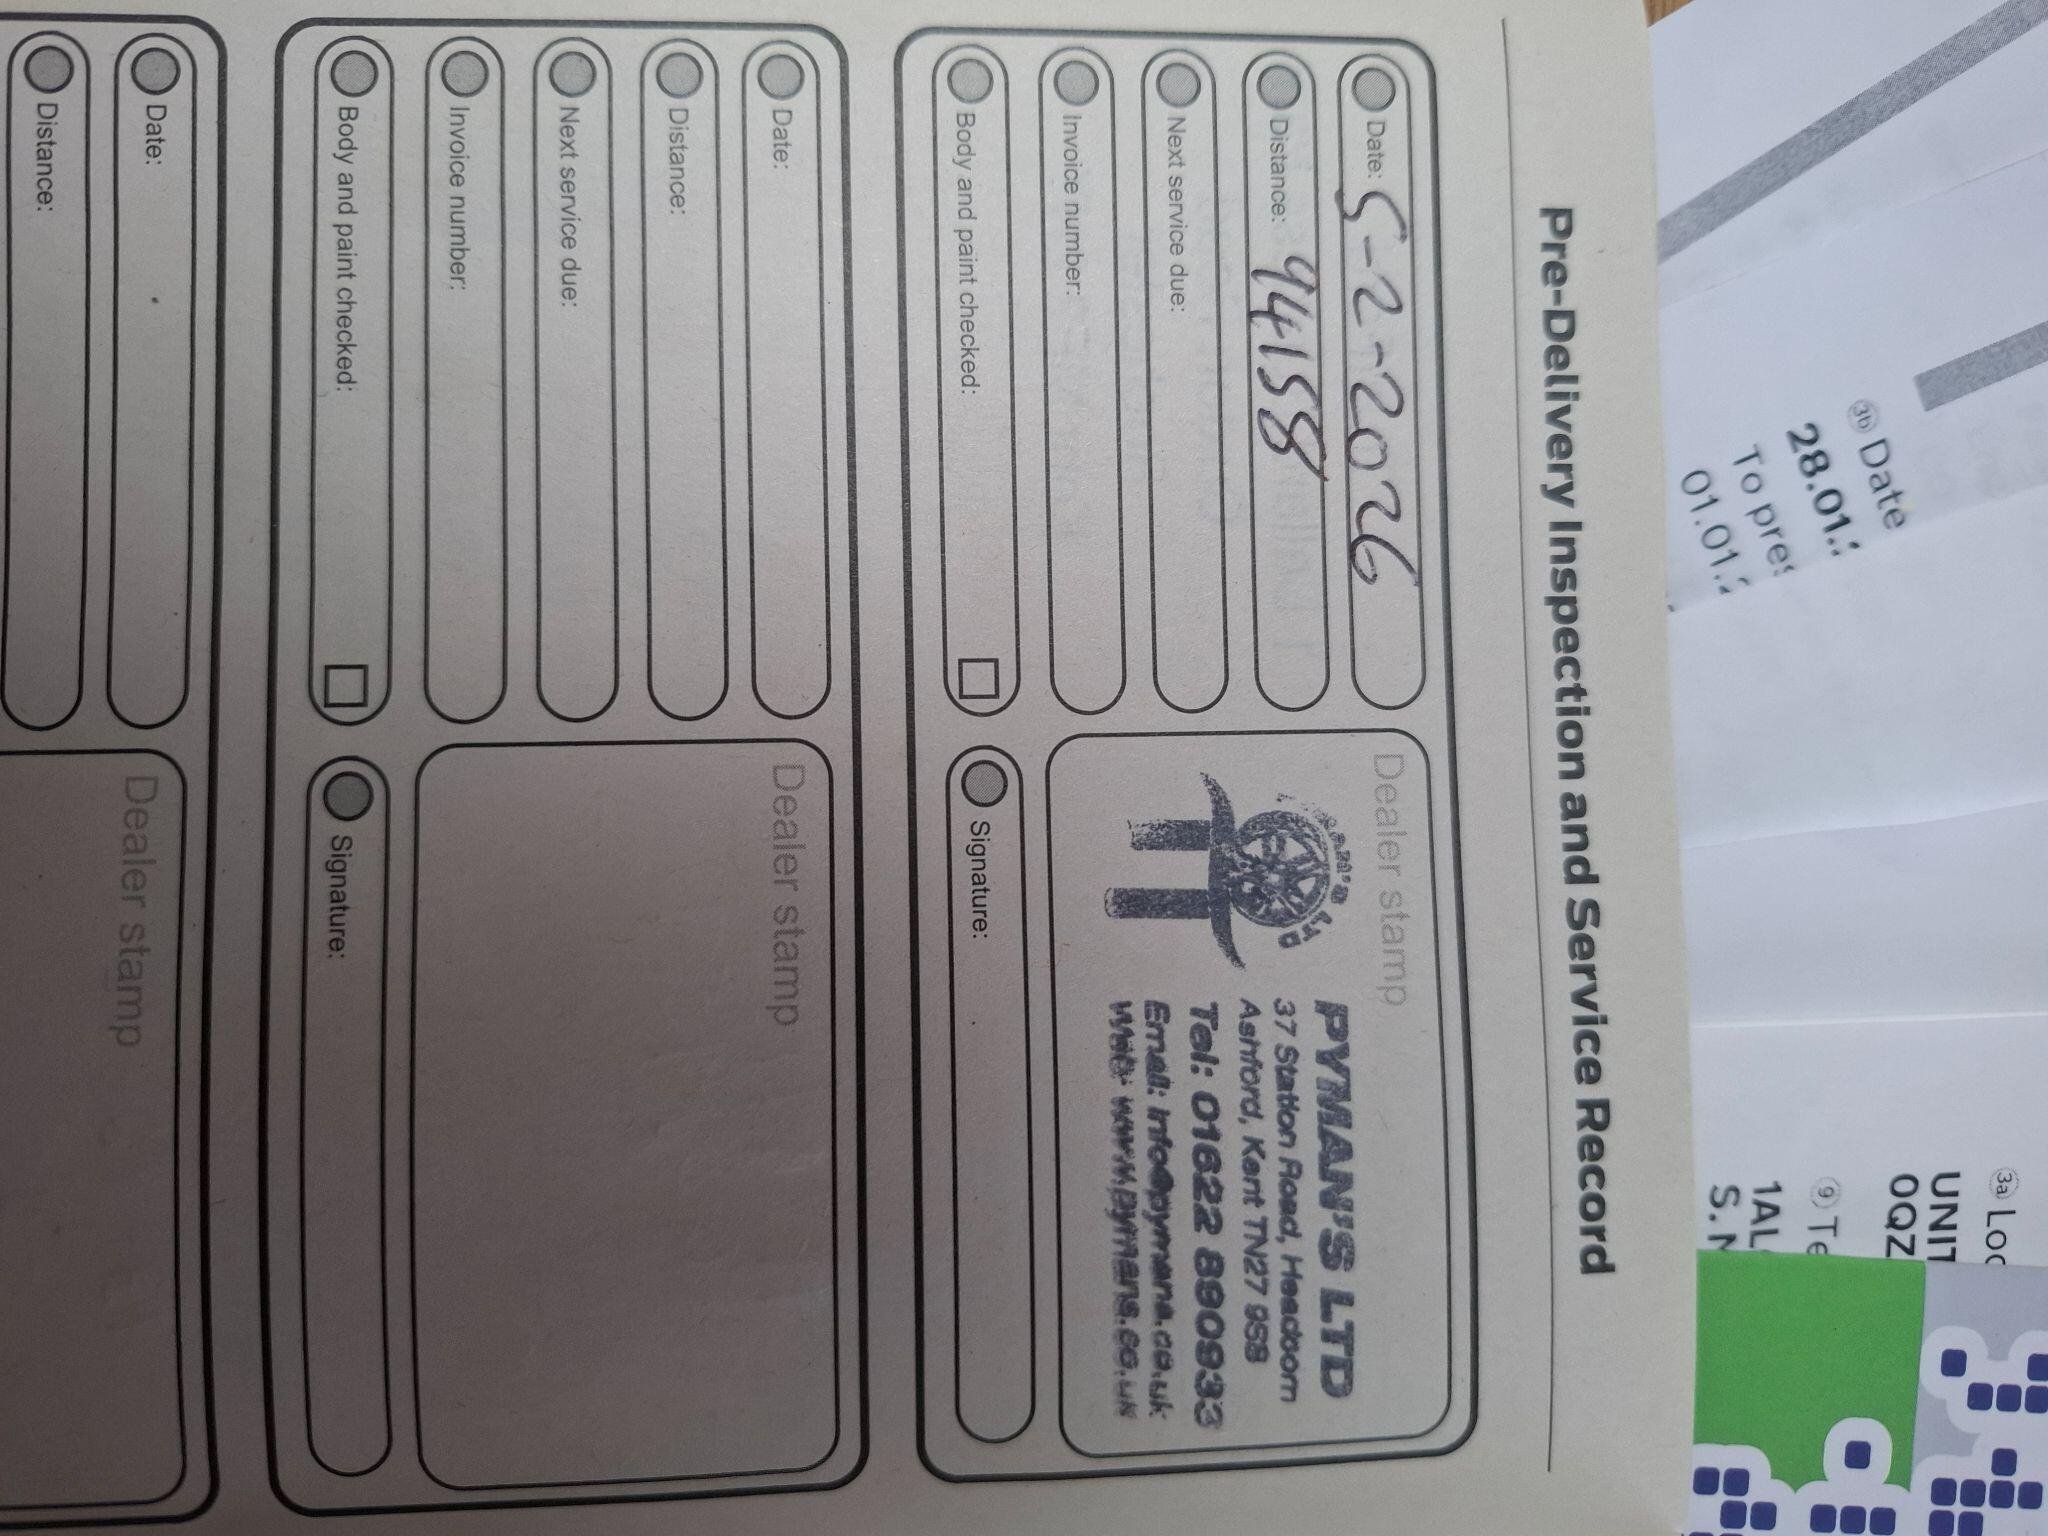 Pre-Delivery Inspection and Service Record
Date: 5-2-2026
Distance: 94158
Next service due:
Invoice number:
Body and paint checked:
Dealer stamp
PYMAN'S LTD
37 Station Road, Headcorn
Ashford, Kent TN27 9SB
Tel: 01622 890933
Email: info@pymans.co.uk
Web: www.pymans.co.uk
Signature:
Date:
Distance:
Next service due:
Invoice number:
Body and paint checked:
Dealer stamp
Signature:
Date:
Distance:
Dealer stamp
3b Date
28.01.
To pres
01.01.
3a Loc
UNIT
0QZ
9 Te
1AL
S. N